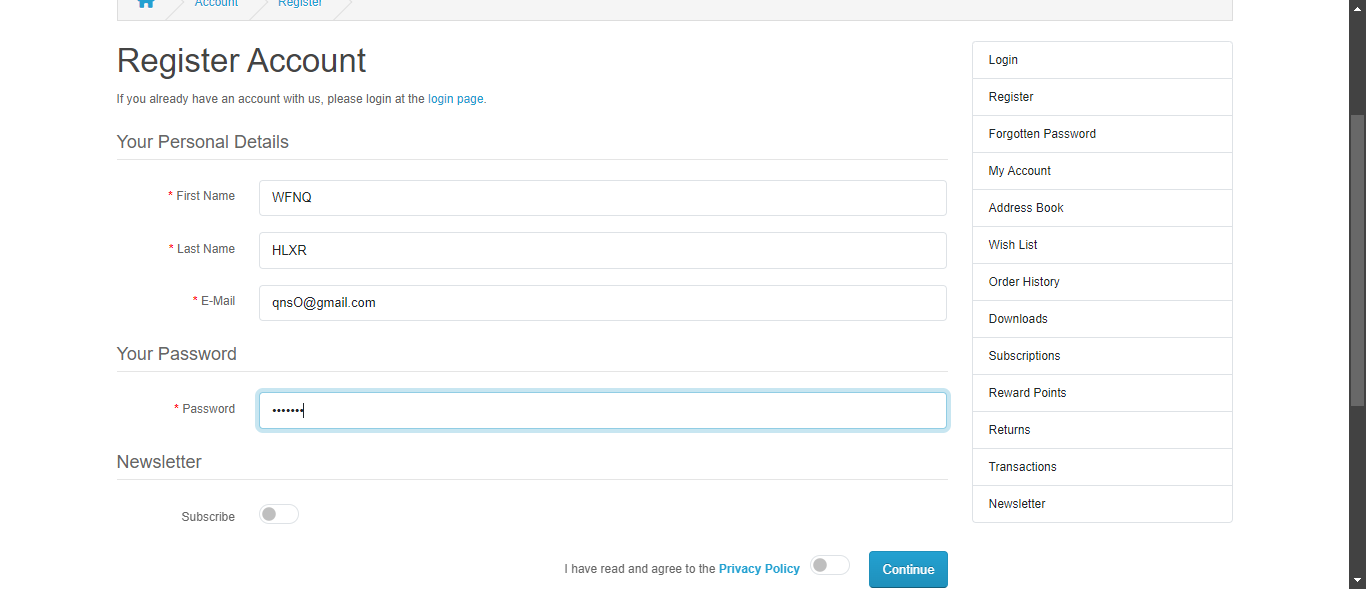 Account
Register
Register Account
If you already have an account with us, please login at the login page.
Your Personal Details
* First Name
WFNQ
* Last Name
HLXR
* E-Mail
qnsO@gmail.com
Your Password
* Password
•••••••
Newsletter
Subscribe
I have read and agree to the Privacy Policy
Continue
Login
Register
Forgotten Password
My Account
Address Book
Wish List
Order History
Downloads
Subscriptions
Reward Points
Returns
Transactions
Newsletter